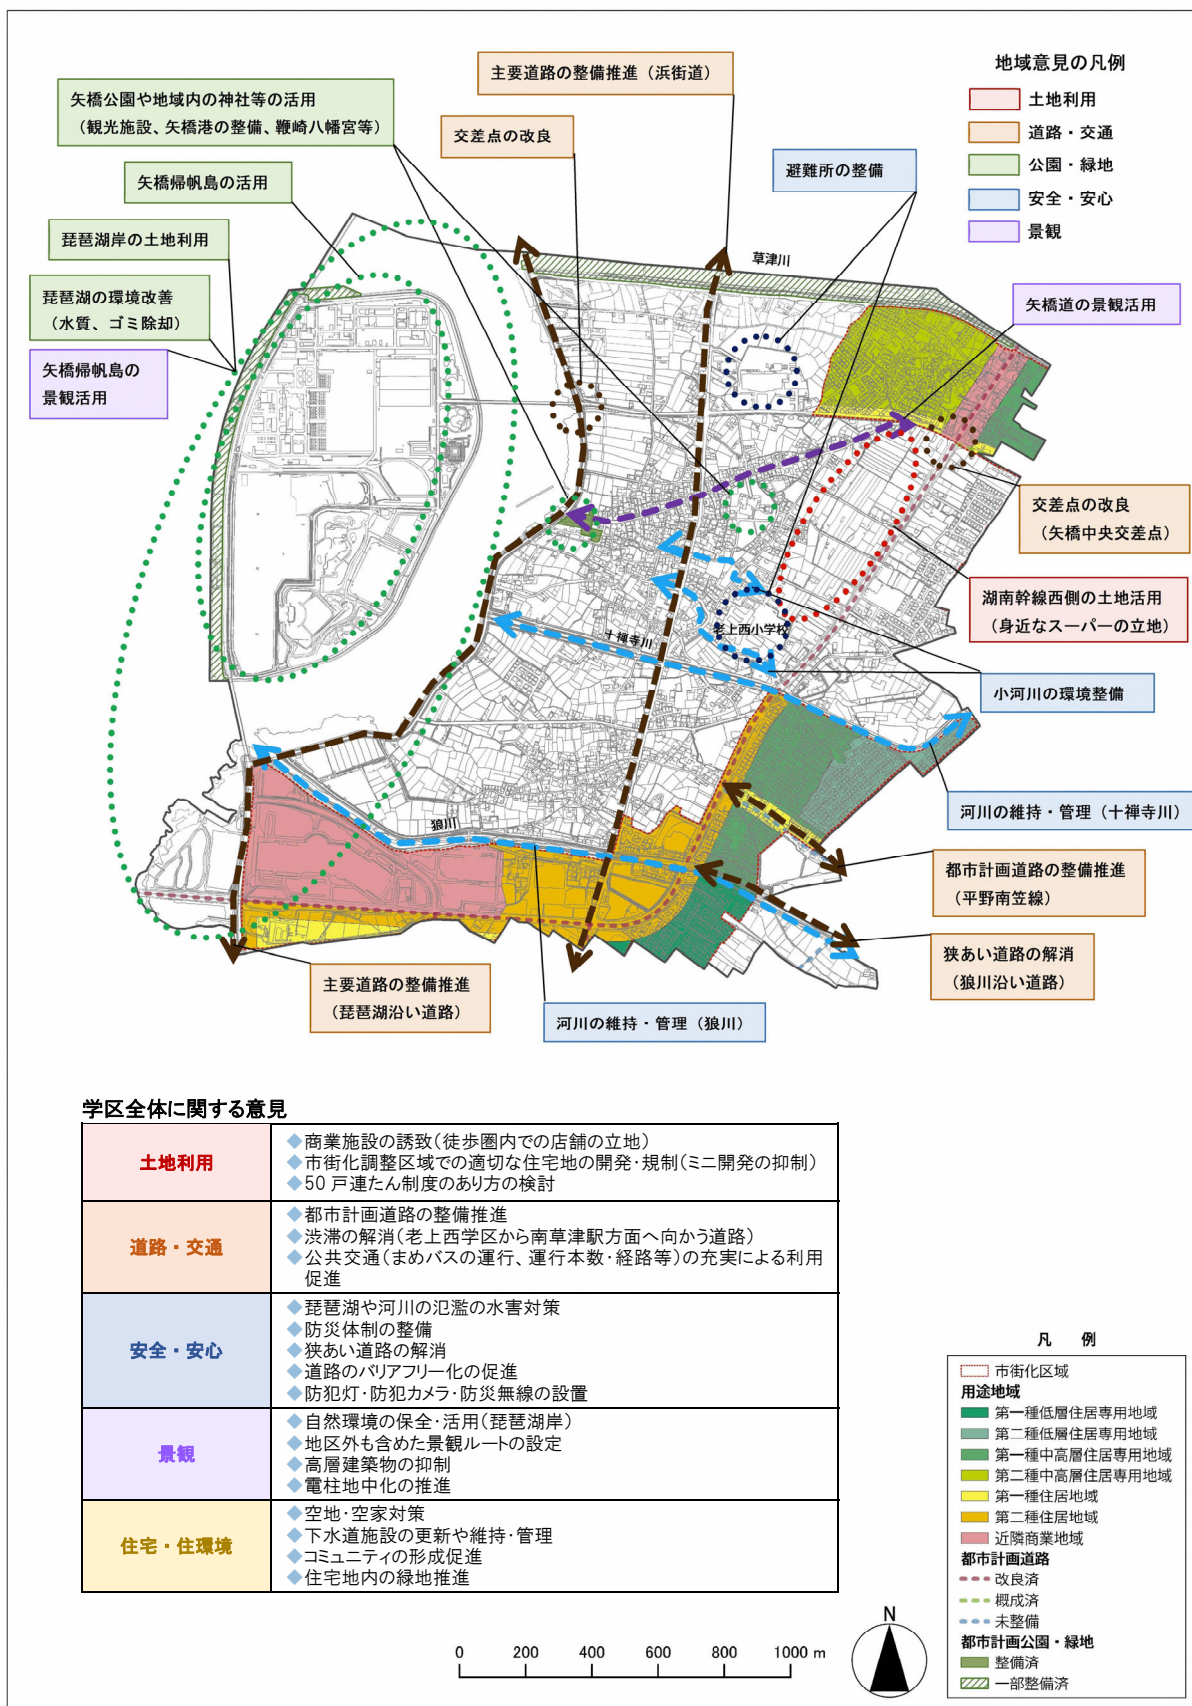 主要道路の整備推進（浜街道）
地域意見の凡例
土地利用
道路・交通
公園・緑地
安全・安心
景観
矢橋公園や地域内の神社等の活用
（観光施設、矢橋港の整備、鞭崎八幡宮等）
交差点の改良
避難所の整備
矢橋帰帆島の活用
琵琶湖岸の土地利用
草津川
琵琶湖の環境改善
（水質、ゴミ除却）
矢橋道の景観活用
矢橋帰帆島の
景観活用
交差点の改良
（矢橋中央交差点）
湖南幹線西側の土地活用
（身近なスーパーの立地）
老上西小学校
十禅寺川
小河川の環境整備
河川の維持・管理（十禅寺川）
狼川
都市計画道路の整備推進
（平野南笠線）
狭あい道路の解消
（狼川沿い道路）
主要道路の整備推進
（琵琶湖沿い道路）
河川の維持・管理（狼川）
学区全体に関する意見
土地利用
◆商業施設の誘致（徒歩圏内での店舗の立地）
◆市街化調整区域での適切な住宅地の開発・規制（ミニ開発の抑制）
◆50戸連たん制度のあり方の検討
道路・交通
◆都市計画道路の整備推進
◆渋滞の解消（老上西学区から南草津駅方面へ向かう道路）
◆公共交通（まめバスの運行、運行本数・経路等）の充実による利用
促進
安全・安心
◆琵琶湖や河川の氾濫の水害対策
◆防災体制の整備
◆狭あい道路の解消
◆道路のバリアフリー化の促進
◆防犯灯・防犯カメラ・防災無線の設置
景観
◆自然環境の保全・活用（琵琶湖岸）
◆地区外も含めた景観ルートの設定
◆高層建築物の抑制
◆電柱地中化の推進
住宅・住環境
◆空地・空家対策
◆下水道施設の更新や維持・管理
◆コミュニティの形成促進
◆住宅地内の緑地推進
凡 例
市街化区域
用途地域
第一種低層住居専用地域
第二種低層住居専用地域
第一種中高層住居専用地域
第二種中高層住居専用地域
第一種住居地域
第二種住居地域
近隣商業地域
都市計画道路
改良済
概成済
未整備
都市計画公園・緑地
整備済
一部整備済
N
0 200 400 600 800 1000 m